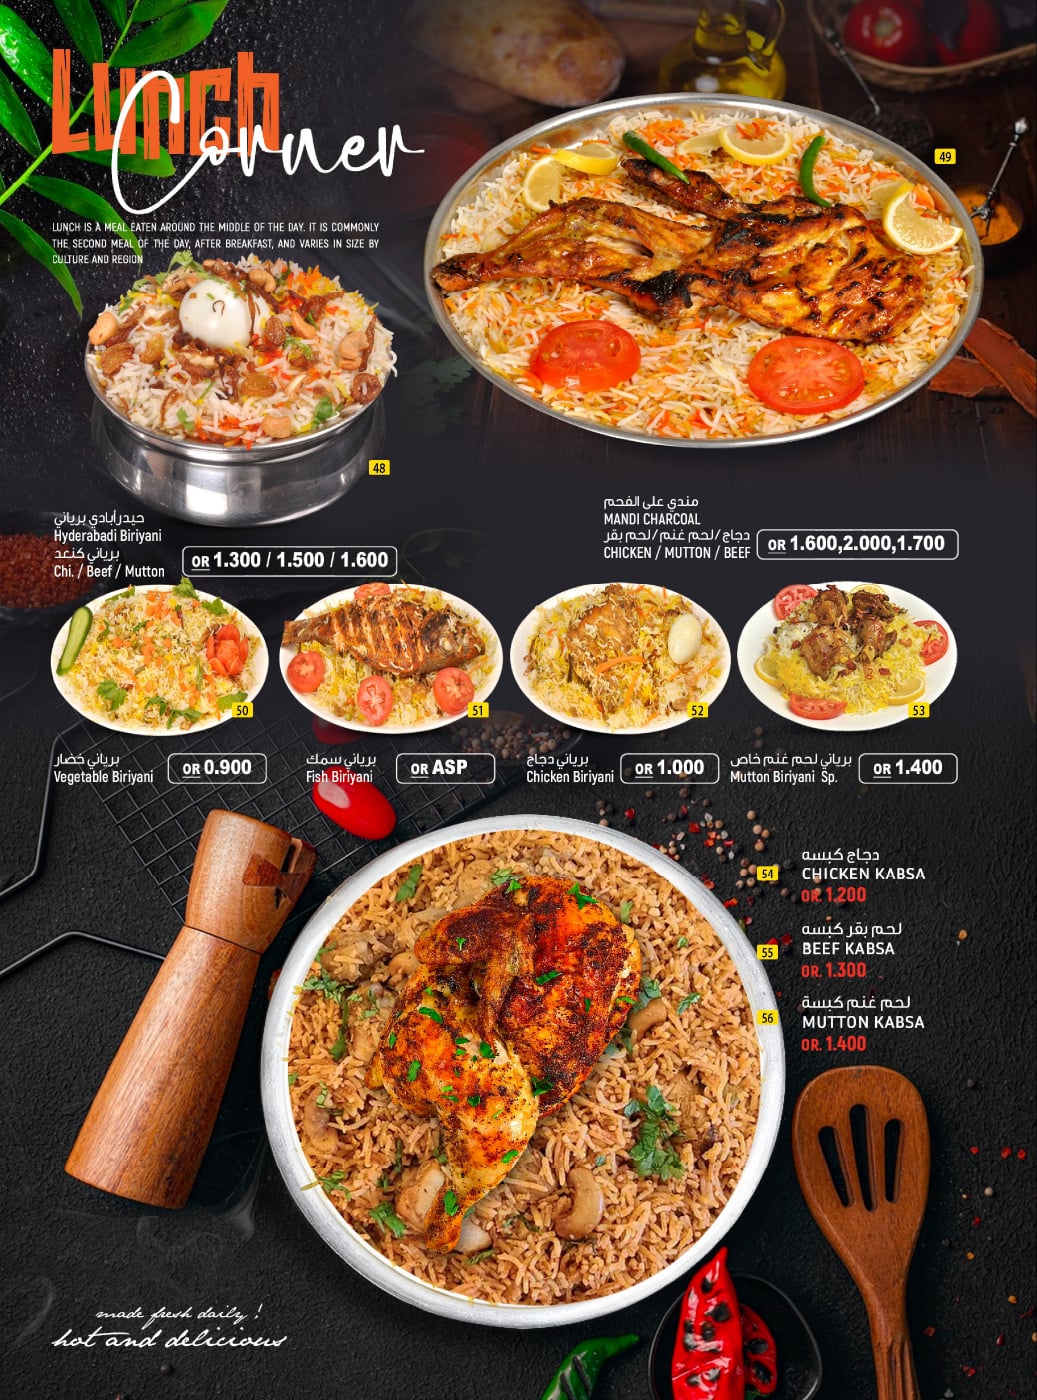 Lunch
Corner
LUNCH IS A MEAL EATEN AROUND THE MIDDLE OF THE DAY. IT IS COMMONLY
THE SECOND MEAL OF THE DAY, AFTER BREAKFAST, AND VARIES IN SIZE BY
CULTURE AND REGION
49
48
حيدرأبادي برياني
Hyderabadi Biriyani
برياني كنعد
Chi. / Beef / Mutton
OR 1.300 / 1.500 / 1.600
مندي على الفحم
MANDI CHARCOAL
دجاج/لحم غنم/لحم بقر
CHICKEN / MUTTON / BEEF
OR 1.600,2.000,1.700
50
51
52
53
برياني خضار
Vegetable Biriyani
OR 0.900
برياني سمك
Fish Biriyani
OR ASP
برياني دجاج
Chicken Biriyani
OR 1.000
برياني لحم غنم خاص
Mutton Biriyani Sp.
OR 1.400
54
دجاج كبسه
CHICKEN KABSA
OR. 1.200
55
لحم بقر كبسه
BEEF KABSA
OR. 1.300
56
لحم غنم كبسة
MUTTON KABSA
OR. 1.400
made fresh daily !
hot and delicious